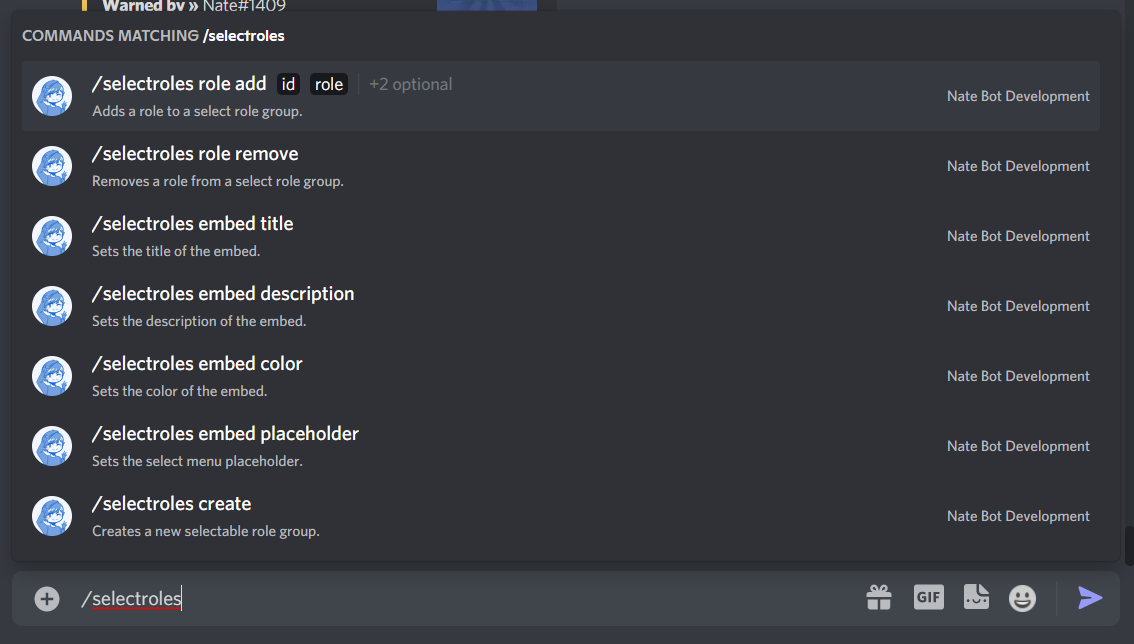 Warned by » Nate#1409
COMMANDS MATCHING /selectroles
/selectroles role add id role +2 optional
Adds a role to a select role group.
Nate Bot Development
/selectroles role remove
Removes a role from a select role group.
Nate Bot Development
/selectroles embed title
Sets the title of the embed.
Nate Bot Development
/selectroles embed description
Sets the description of the embed.
Nate Bot Development
/selectroles embed color
Sets the color of the embed.
Nate Bot Development
/selectroles embed placeholder
Sets the select menu placeholder.
Nate Bot Development
/selectroles create
Creates a new selectable role group.
Nate Bot Development
/selectroles
GIF